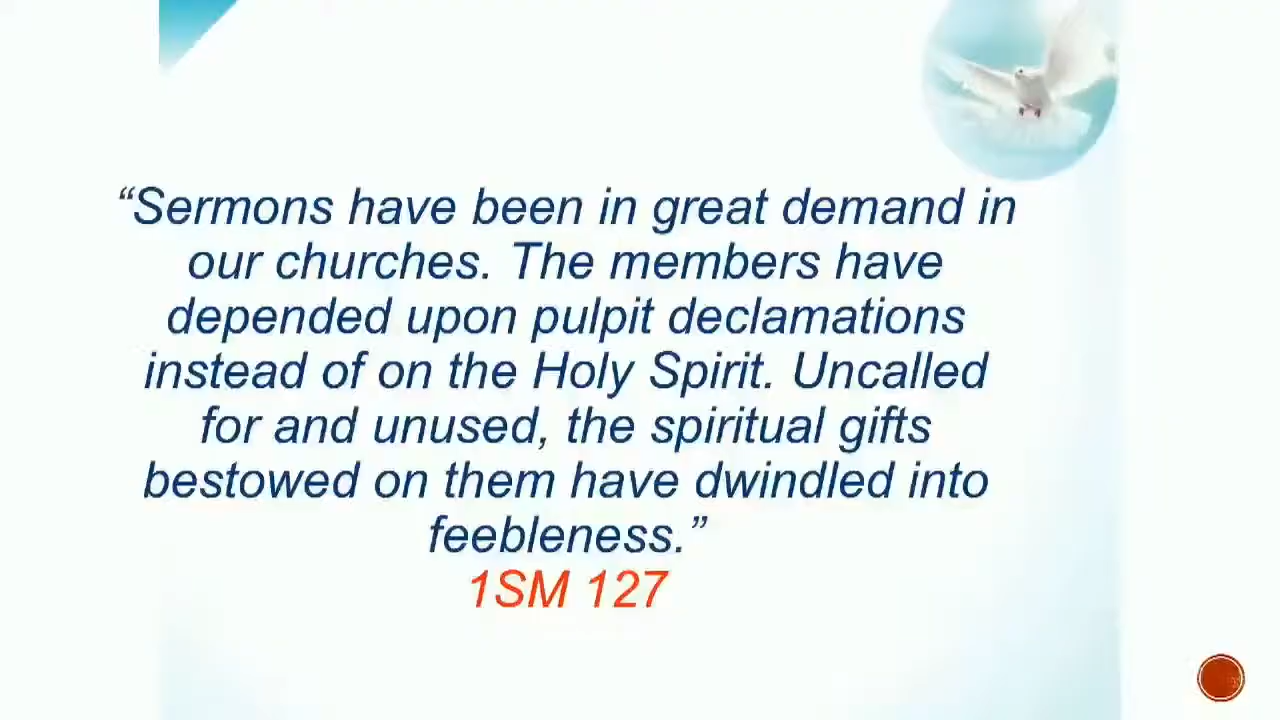 “Sermons have been in great demand in
our churches. The members have
depended upon pulpit declamations
instead of on the Holy Spirit. Uncalled
for and unused, the spiritual gifts
bestowed on them have dwindled into
feebleness.”
1SM 127